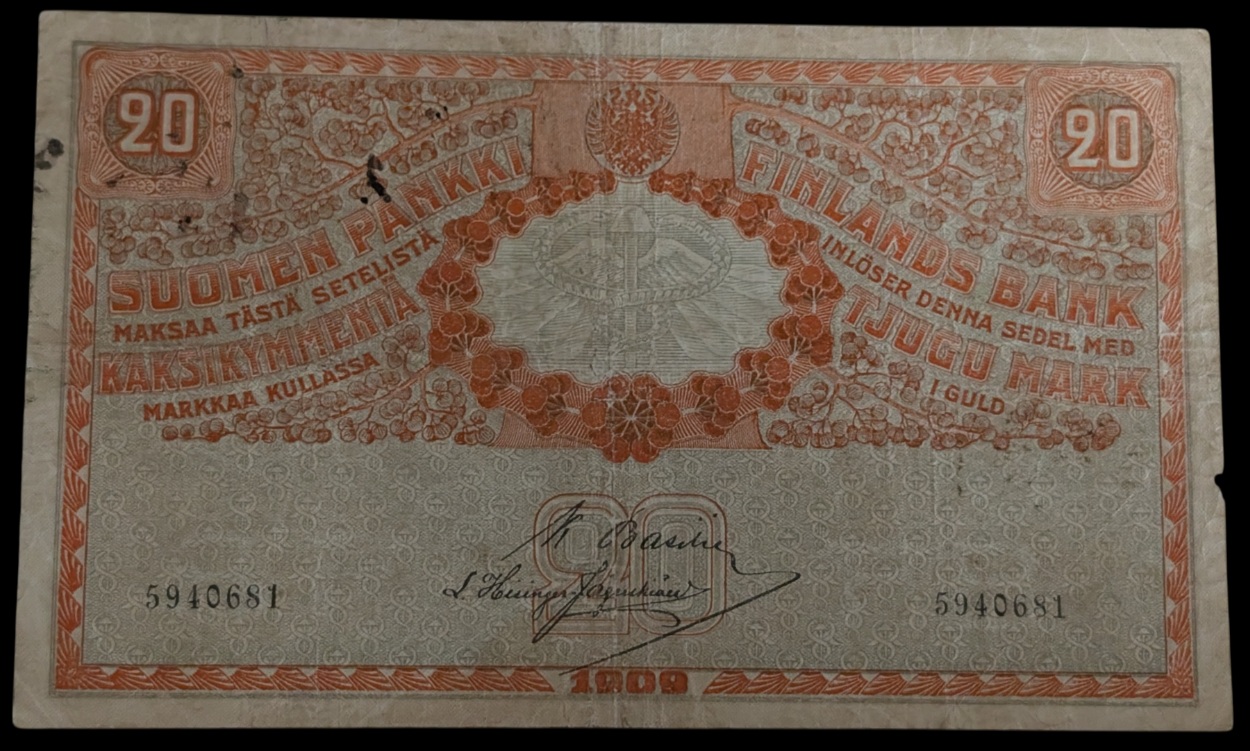 20
20
SUOMEN PANKKI
MAKSAA TÄSTÄ SETELISTÄ
KAKSIKYMMENTÄ
MARKKAA KULLASSA
FINLANDS BANK
INLÖSER DENNA SEDEL MED
TJUGU MARK
I GULD
20
5940681
5940681
1909